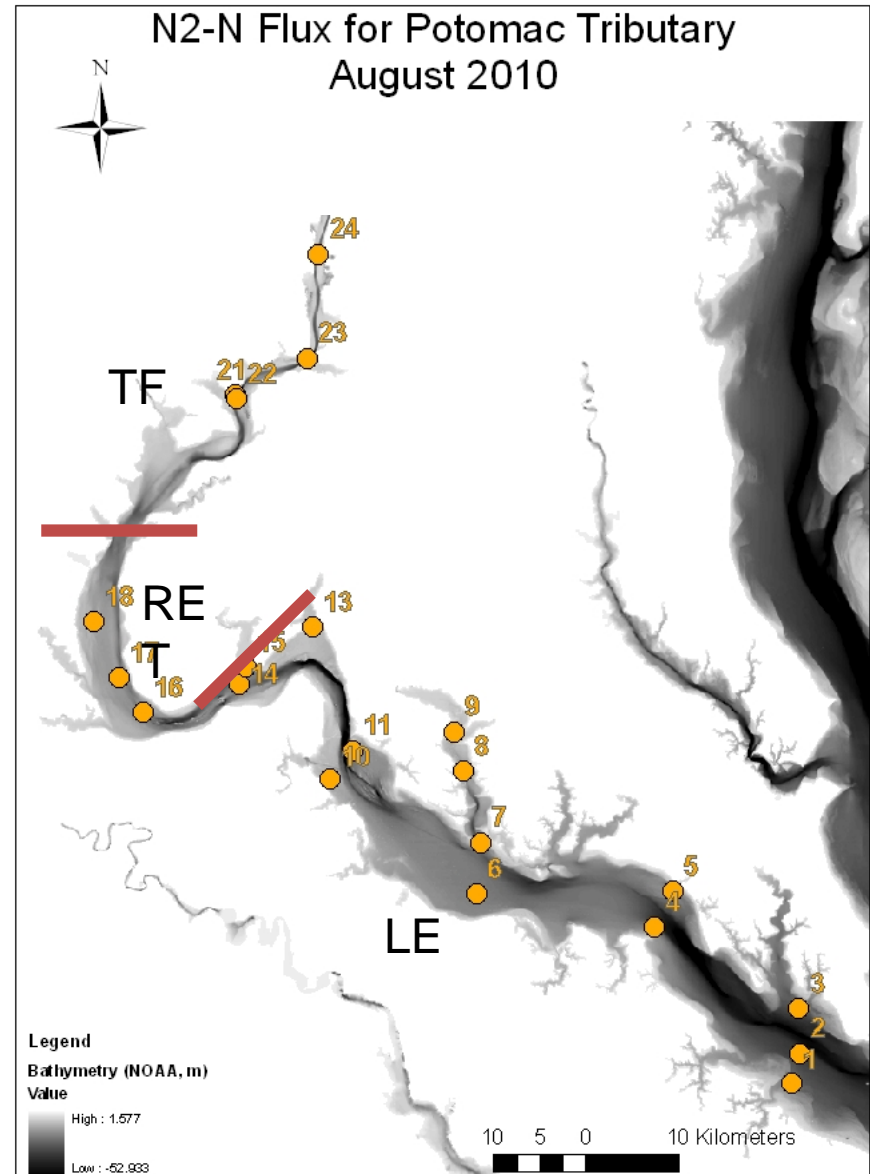 N2-N Flux for Potomac Tributary
August 2010
N
24
23
21 22
TF
18
RE
T
13
17
15
14
16
11
10
9
8
7
6
5
4
LE
3
2
1
Legend
Bathymetry (NOAA, m)
Value
High : 1.577
Low : -52.933
10 5 0 10 Kilometers